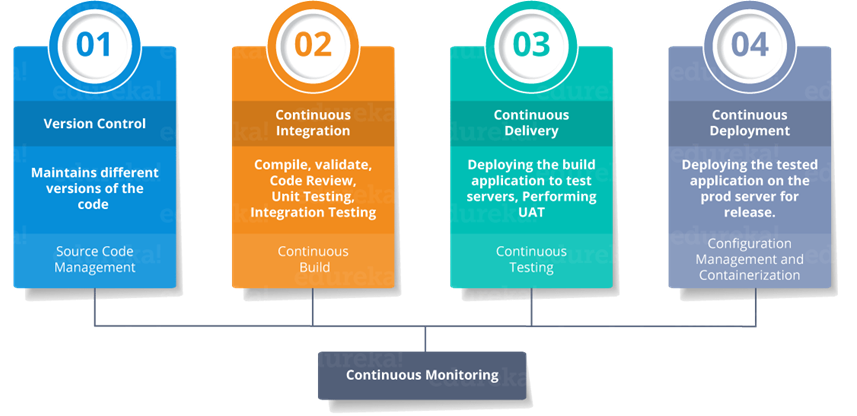 01
Version Control
Maintains different
versions of the
code
Source Code
Management
02
Continuous
Integration
Compile, validate,
Code Review,
Unit Testing,
Integration Testing
Continuous
Build
03
Continuous
Delivery
Deploying the build
application to test
servers, Performing
UAT
Continuous
Testing
04
Continuous
Deployment
Deploying the tested
application on the
prod server for
release.
Configuration
Management and
Containerization
Continuous Monitoring
edureka!